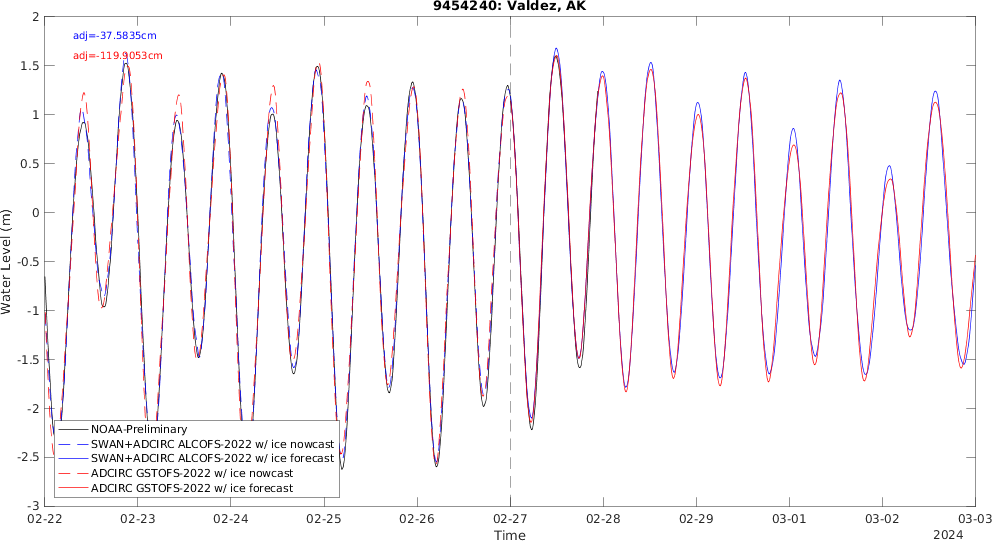 9454240: Valdez, AK
adj=-37.5835cm
adj=-119.9053cm
2
1.5
1
0.5
0
-0.5
-1
-1.5
-2
-2.5
-3
Water Level (m)
NOAA-Preliminary
SWAN+ADCIRC ALCOFS-2022 w/ ice nowcast
SWAN+ADCIRC ALCOFS-2022 w/ ice forecast
ADCIRC GSTOFS-2022 w/ ice nowcast
ADCIRC GSTOFS-2022 w/ ice forecast
02-22 02-23 02-24 02-25 02-26 02-27 02-28 02-29 03-01 03-02 03-03
Time
2024